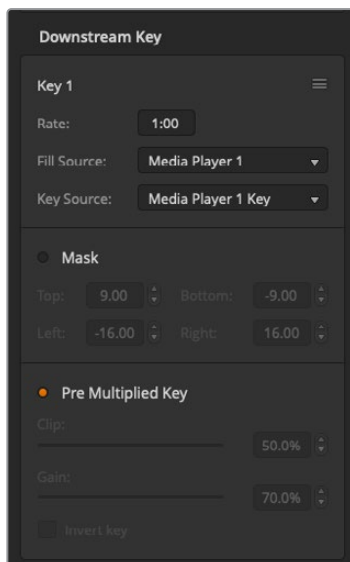 Downstream Key
Key 1
Rate: 1:00
Fill Source: Media Player 1
Key Source: Media Player 1 Key
Mask
Top: 9.00 Bottom: -9.00
Left: -16.00 Right: 16.00
Pre Multiplied Key
Clip:
50.0%
Gain:
70.0%
Invert key